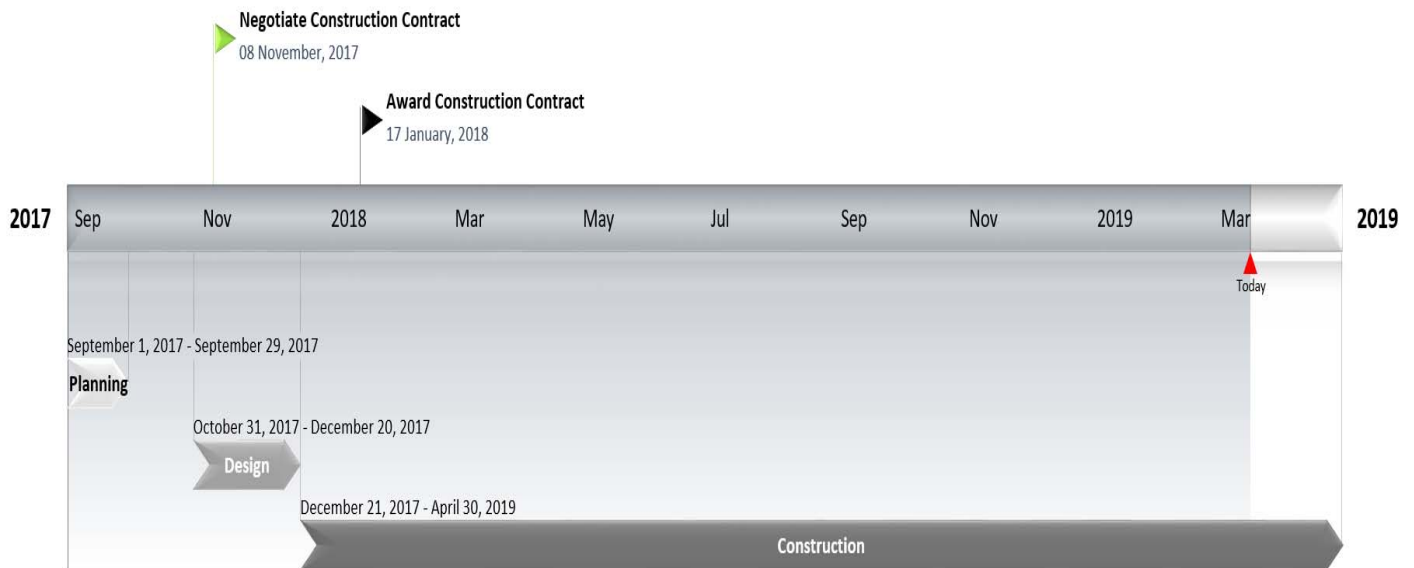 Negotiate Construction Contract
08 November, 2017
Award Construction Contract
17 January, 2018
2017 Sep Nov 2018 Mar May Jul Sep Nov 2019 Mar 2019
Today
September 1, 2017 - September 29, 2017
Planning
October 31, 2017 - December 20, 2017
Design
December 21, 2017 - April 30, 2019
Construction